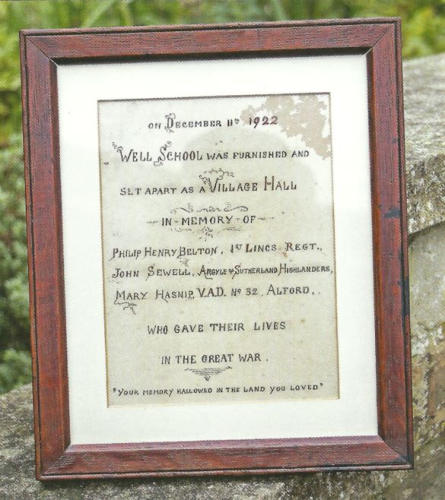 ON DECEMBER 11th 1922
WELL SCHOOL WAS FURNISHED AND
SET APART AS A VILLAGE HALL
IN MEMORY OF
PHILIP HENRY BELTON, 1st LINCS REGT.,
JOHN SEWELL, ARGYLE & SUTHERLAND HIGHLANDERS,
MARY HASNIP, V.A.D. No 32, ALFORD,
WHO GAVE THEIR LIVES
IN THE GREAT WAR.
"YOUR MEMORY HALLOWED IN THE LAND YOU LOVED"